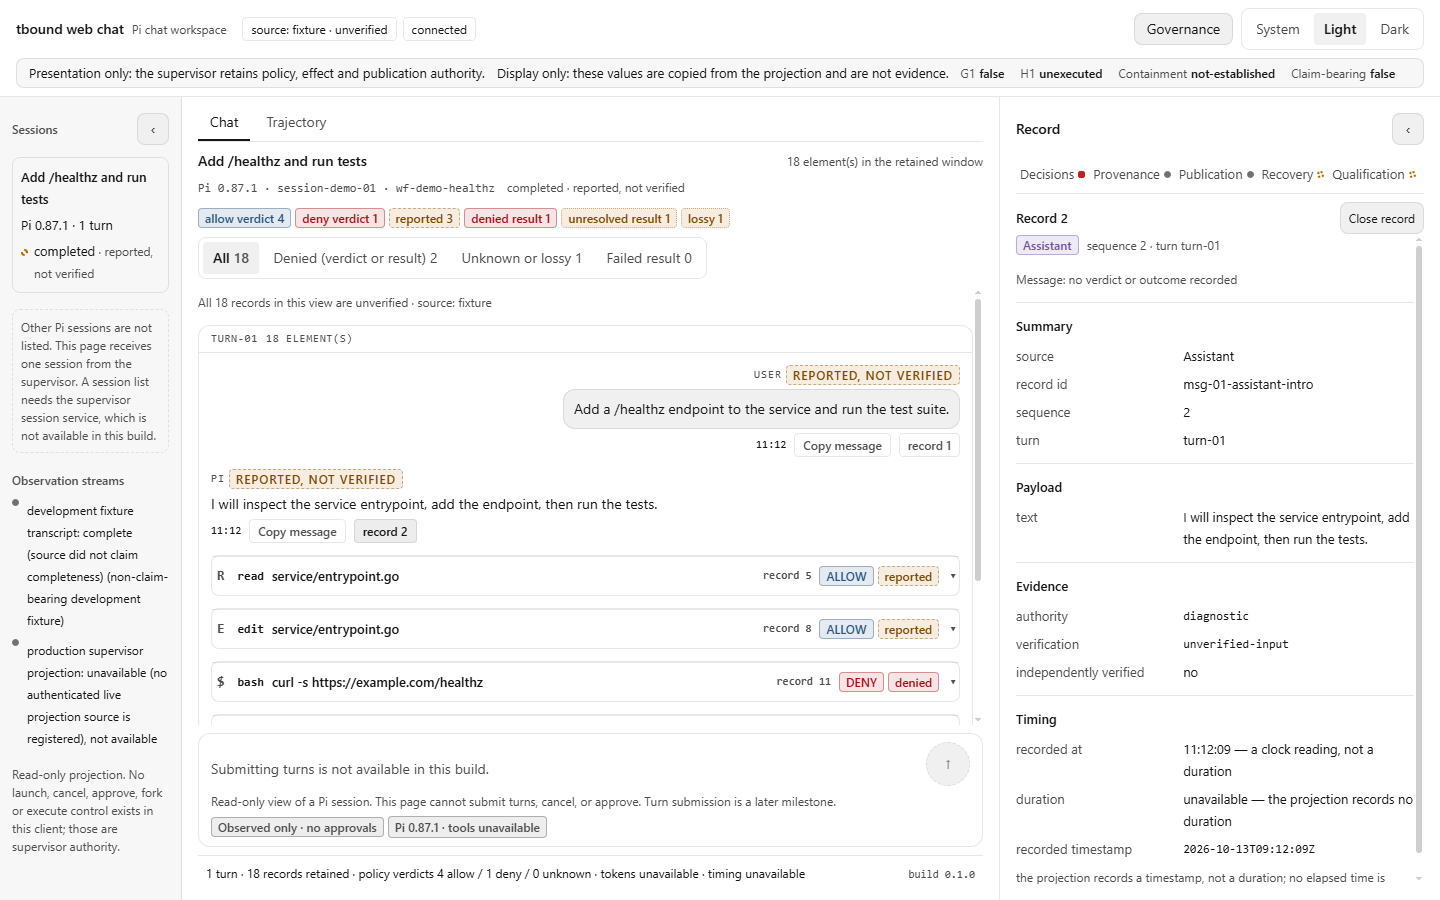 tbound web chat Pi chat workspace source: fixture · unverified connected Governance System Light Dark
Presentation only: the supervisor retains policy, effect and publication authority. Display only: these values are copied from the projection and are not evidence. G1 false H1 unexecuted Containment not-established Claim-bearing false
Sessions ‹
Add /healthz and run
tests
Pi 0.87.1 · 1 turn
completed · reported,
not verified
Other Pi sessions are not
listed. This page receives
one session from the
supervisor. A session list
needs the supervisor
session service, which is
not available in this build.
Observation streams
development fixture
transcript: complete
(source did not claim
completeness) (non-claim-
bearing development
fixture)
production supervisor
projection: unavailable (no
authenticated live
projection source is
registered), not available
Read-only projection. No
launch, cancel, approve, fork
or execute control exists in
this client; those are
supervisor authority.
Chat Trajectory
Add /healthz and run tests 18 element(s) in the retained window
Pi 0.87.1 · session-demo-01 · wf-demo-healthz completed · reported, not verified
allow verdict 4 deny verdict 1 reported 3 denied result 1 unresolved result 1 lossy 1
All 18 Denied (verdict or result) 2 Unknown or lossy 1 Failed result 0
All 18 records in this view are unverified · source: fixture
TURN-01 18 ELEMENT(S)
USER REPORTED, NOT VERIFIED
Add a /healthz endpoint to the service and run the test suite.
11:12 Copy message record 1
PI REPORTED, NOT VERIFIED
I will inspect the service entrypoint, add the endpoint, then run the tests.
11:12 Copy message record 2
R read service/entrypoint.go record 5 ALLOW reported ▾
E edit service/entrypoint.go record 8 ALLOW reported ▾
$ bash curl -s https://example.com/healthz record 11 DENY denied ▾
Submitting turns is not available in this build. ↑
Read-only view of a Pi session. This page cannot submit turns, cancel, or approve. Turn submission is a later milestone.
Observed only · no approvals Pi 0.87.1 · tools unavailable
1 turn · 18 records retained · policy verdicts 4 allow / 1 deny / 0 unknown · tokens unavailable · timing unavailable build 0.1.0
Record ‹
Decisions Provenance Publication Recovery Qualification
Record 2 Close record
Assistant sequence 2 · turn turn-01
Message: no verdict or outcome recorded
Summary
source Assistant
record id msg-01-assistant-intro
sequence 2
turn turn-01
Payload
text I will inspect the service entrypoint, add
the endpoint, then run the tests.
Evidence
authority diagnostic
verification unverified-input
independently verified no
Timing
recorded at 11:12:09 — a clock reading, not a
duration
duration unavailable — the projection records no
duration
recorded timestamp 2026-10-13T09:12:09Z
the projection records a timestamp, not a duration; no elapsed time is